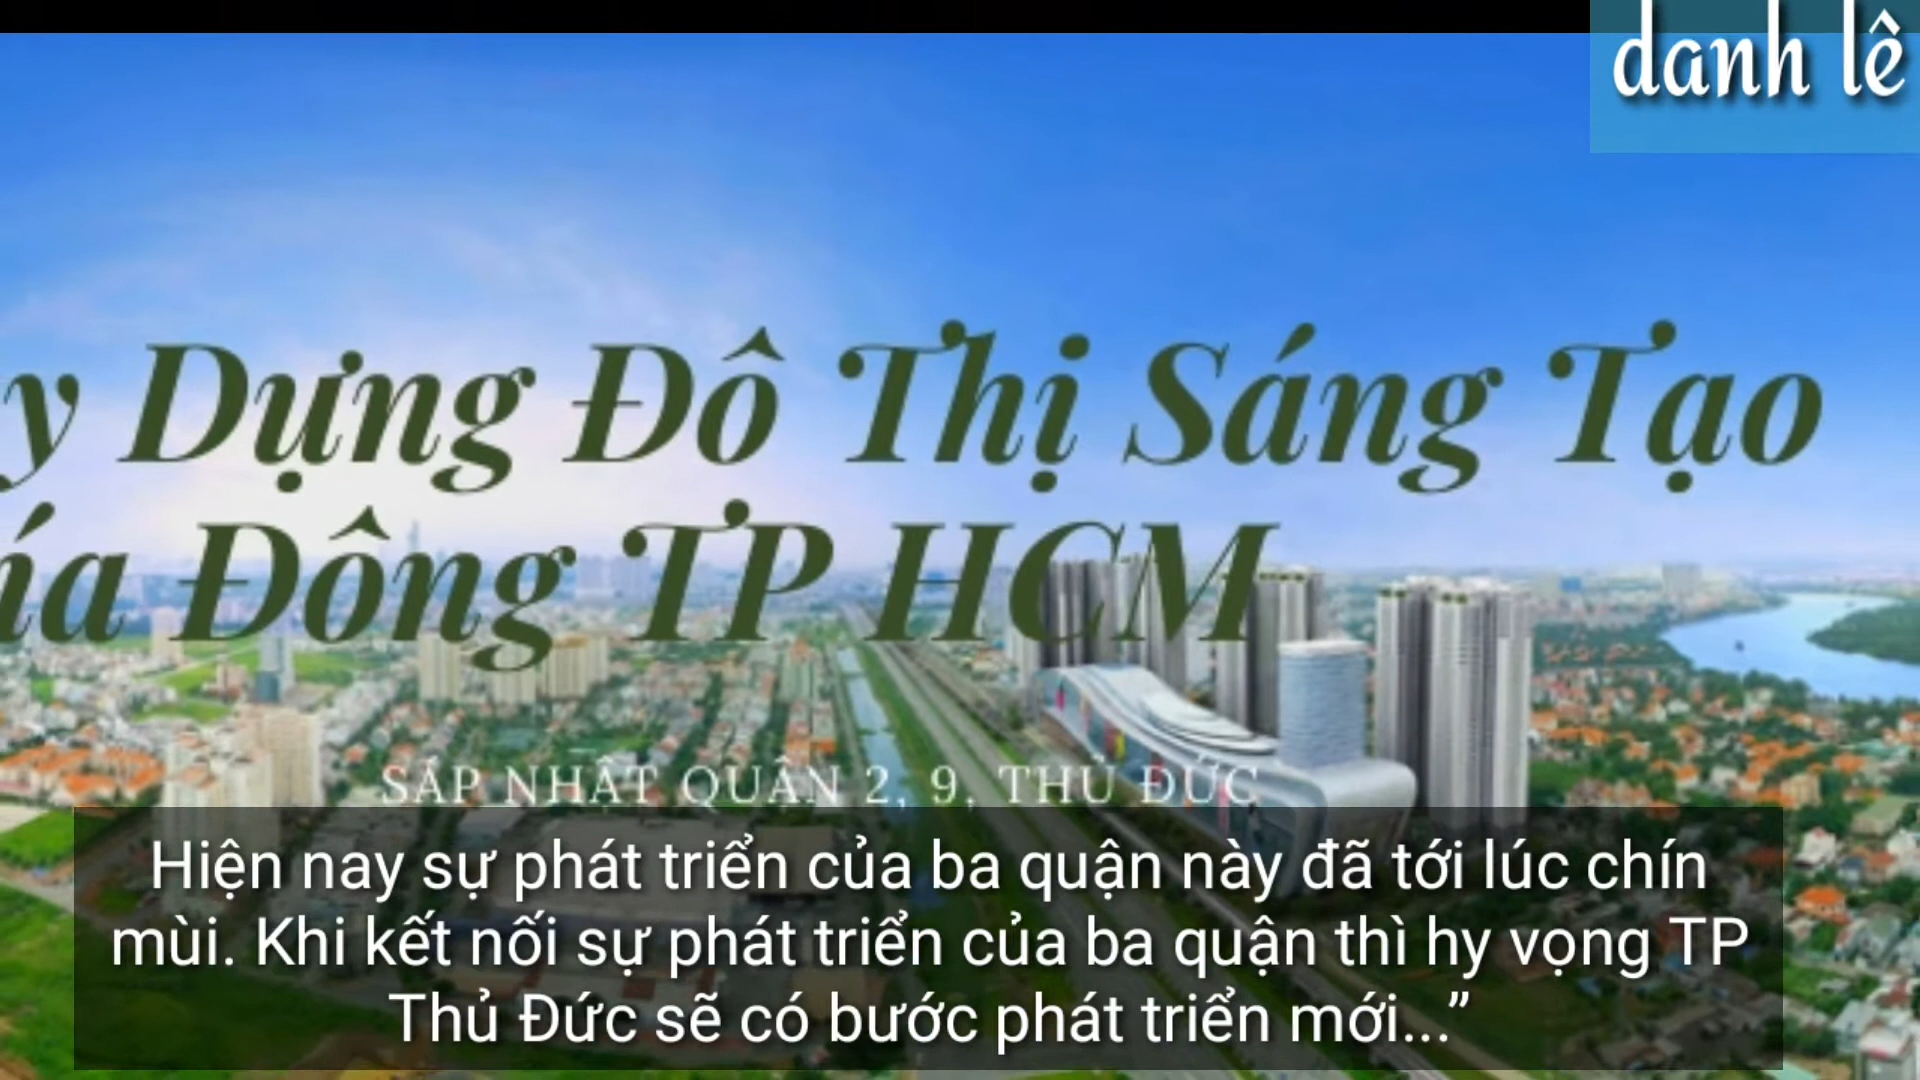 danh lê
y Dựng Đô Thị Sáng Tạo
ía Đông TP HCM
SÁP NHẬT QUẬN 2, 9, THỦ ĐỨC
Hiện nay sự phát triển của ba quận này đã tới lúc chín
mùi. Khi kết nối sự phát triển của ba quận thì hy vọng TP
Thủ Đức sẽ có bước phát triển mới...”